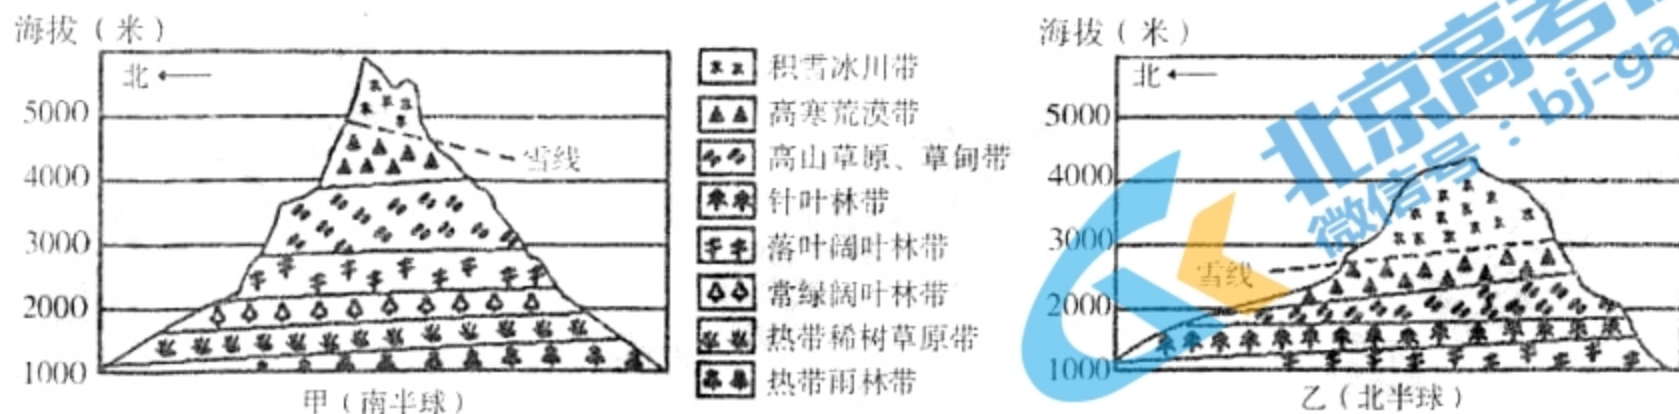 海拔（米）
北
5000
4000
3000
2000
1000
雪线
甲（南半球）
积雪冰川带
高寒荒漠带
高山草原、草甸带
针叶林带
落叶阔叶林带
常绿阔叶林带
热带稀树草原带
热带雨林带
海拔（米）
北
5000
4000
3000
2000
1000
雪线
乙（北半球）
北京高考
微信号：bj-ga